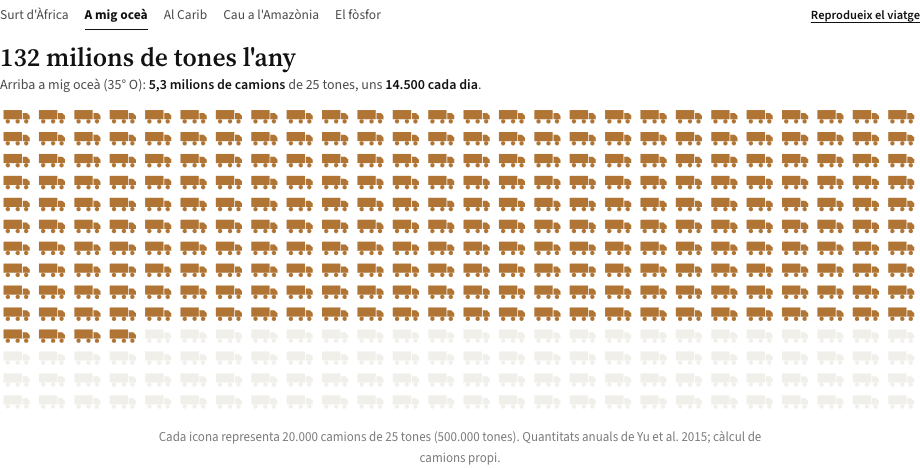 Surt d'Àfrica A mig oceà Al Carib Cau a l'Amazònia El fòsfor Reprodueix el viatge
132 milions de tones l'any
Arriba a mig oceà (35° O): 5,3 milions de camions de 25 tones, uns 14.500 cada dia.
Cada icona representa 20.000 camions de 25 tones (500.000 tones). Quantitats anuals de Yu et al. 2015; càlcul de
camions propi.